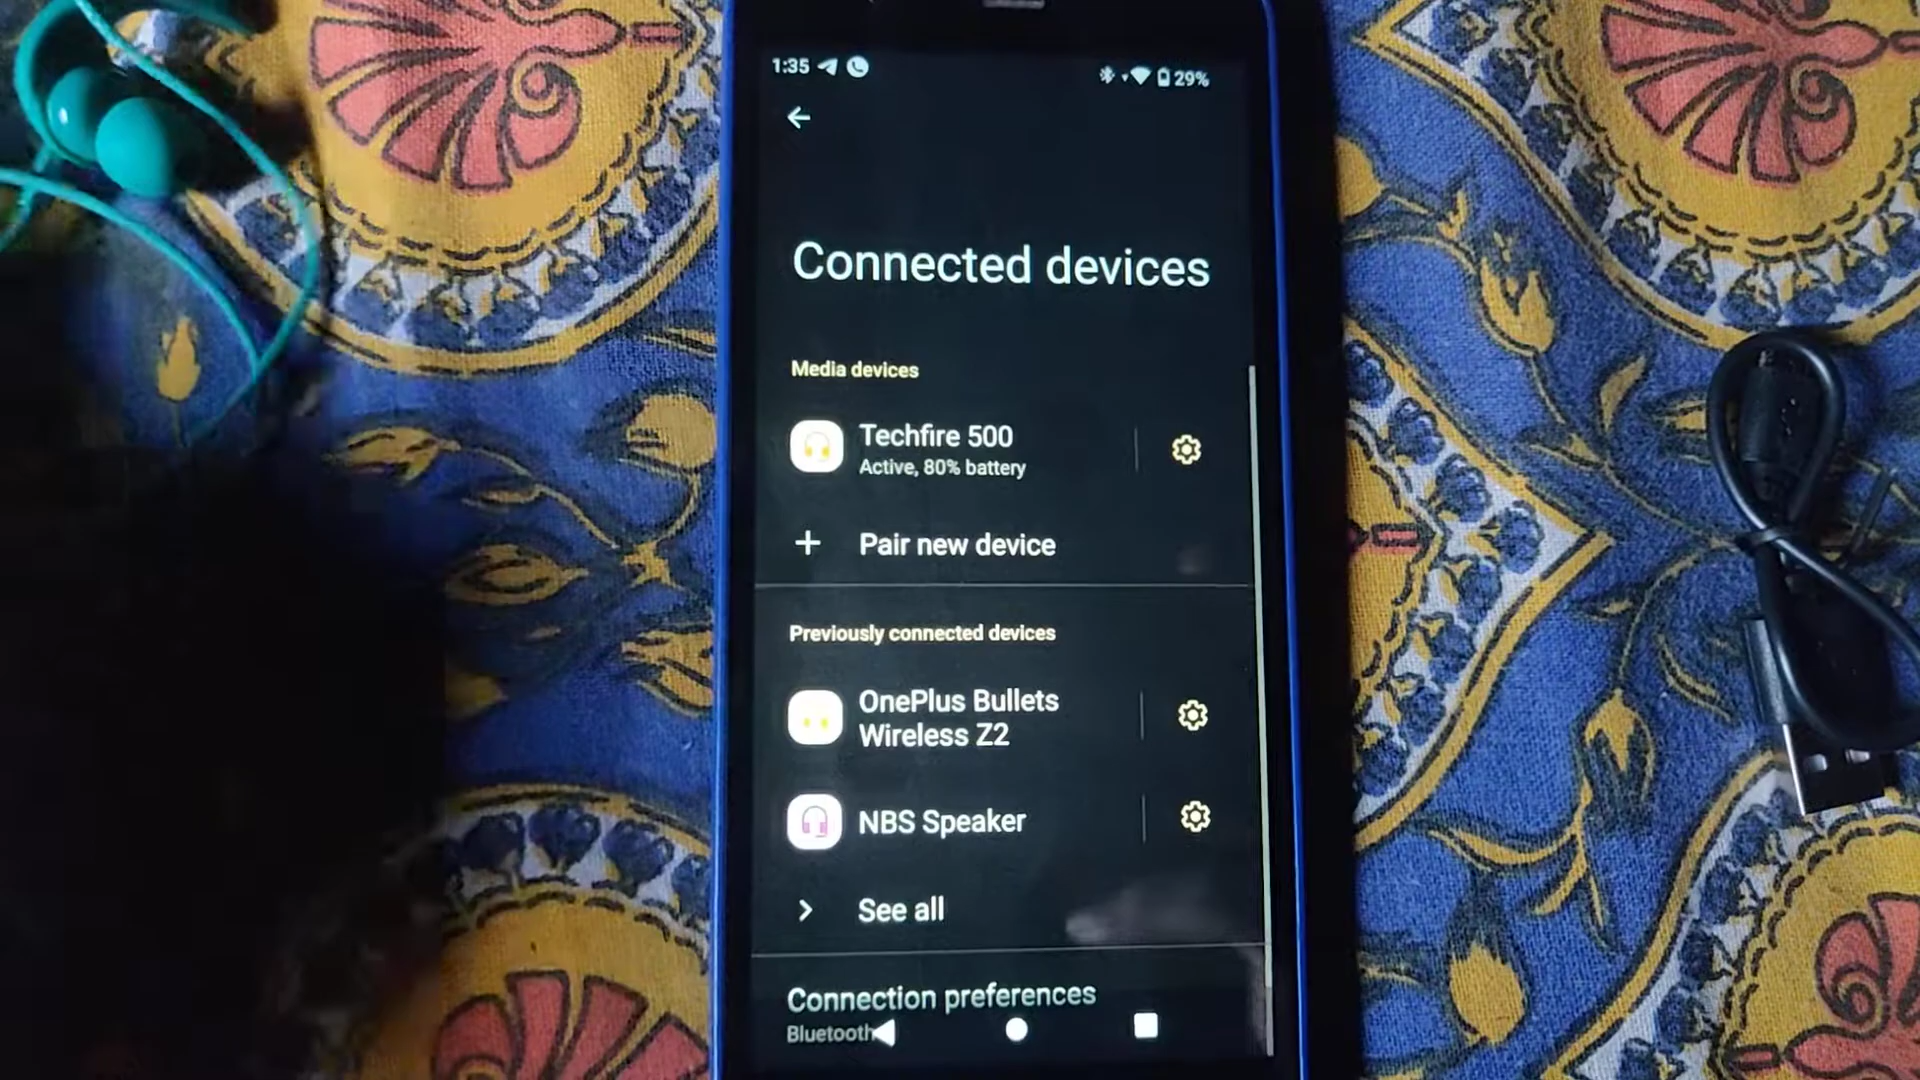 1:35
29%
Connected devices
Media devices
Techfire 500
Active, 80% battery
Pair new device
Previously connected devices
OnePlus Bullets
Wireless Z2
NBS Speaker
See all
Connection preferences
Bluetooth